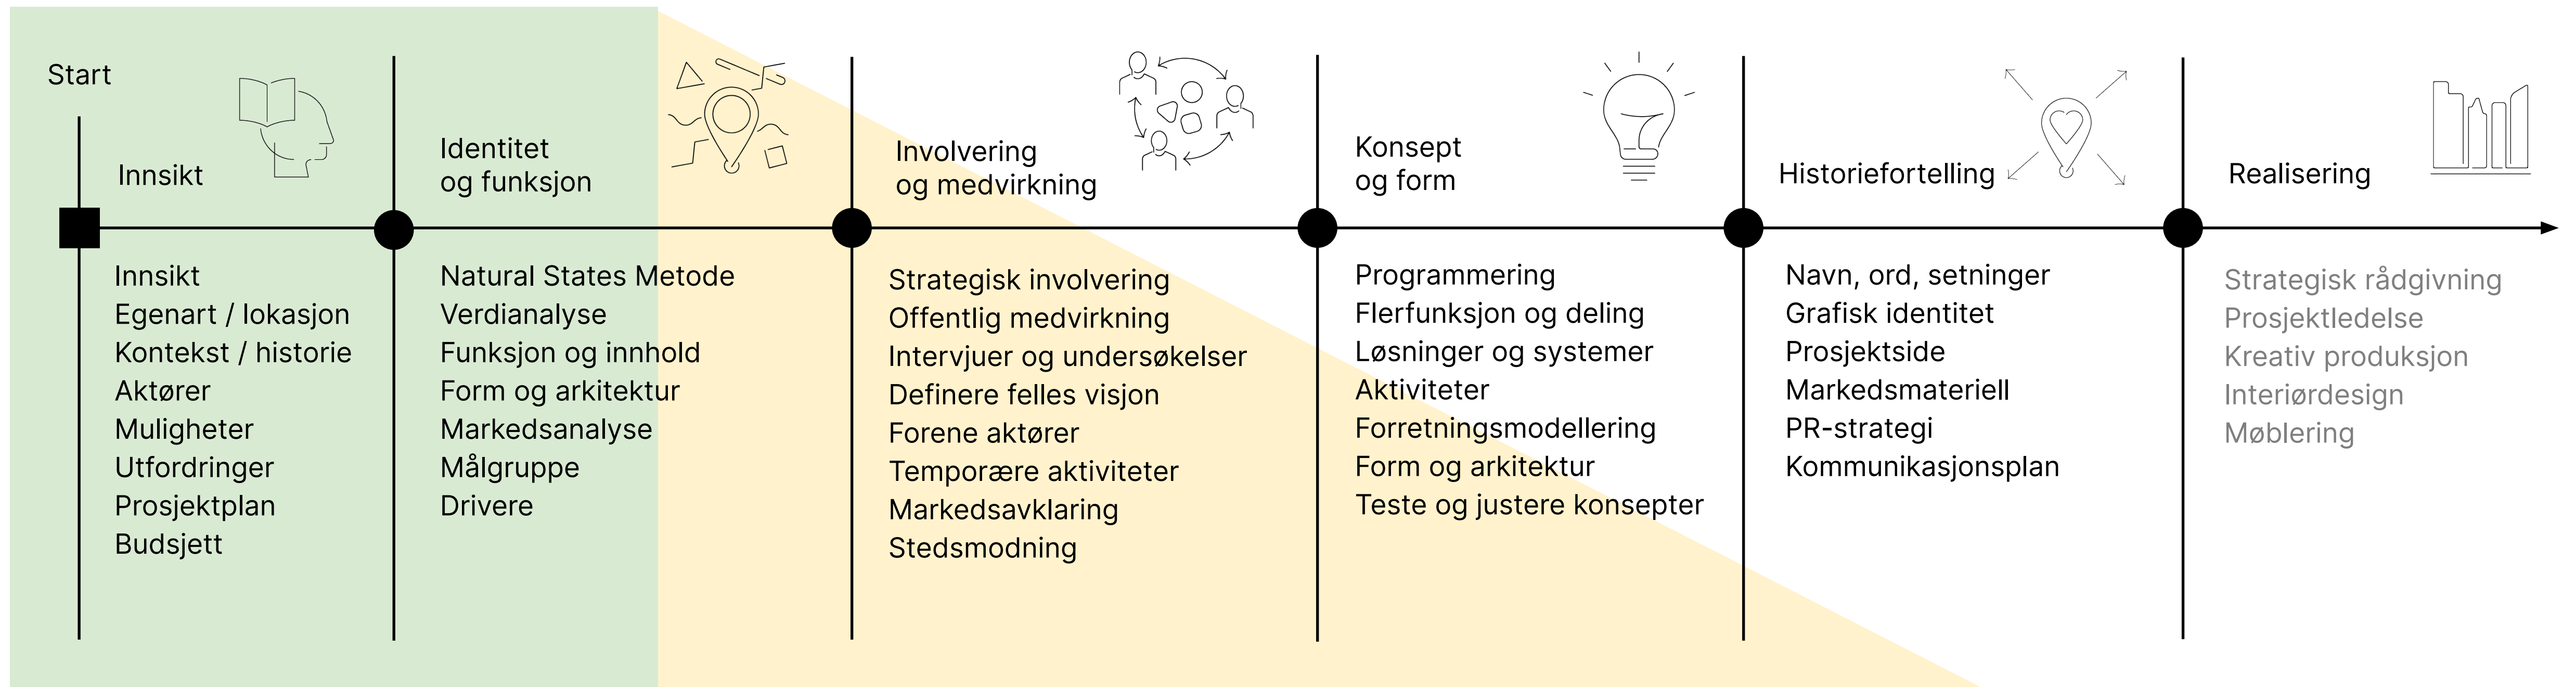 Start
Innsikt
Innsikt
Egenart / lokasjon
Kontekst / historie
Aktører
Muligheter
Utfordringer
Prosjektplan
Budsjett
Identitet
og funksjon
Natural States Metode
Verdianalyse
Funksjon og innhold
Form og arkitektur
Markedsanalyse
Målgruppe
Drivere
Involvering
og medvirkning
Strategisk involvering
Offentlig medvirkning
Intervjuer og undersøkelser
Definere felles visjon
Forene aktører
Temporære aktiviteter
Markedsavklaring
Stedsmodning
Konsept
og form
Programmering
Flerfunksjon og deling
Løsninger og systemer
Aktiviteter
Forretningsmodellering
Form og arkitektur
Teste og justere konsepter
Historiefortelling
Navn, ord, setninger
Grafisk identitet
Prosjektside
Markedsmateriell
PR-strategi
Kommunikasjonsplan
Realisering
Strategisk rådgivning
Prosjektledelse
Kreativ produksjon
Interiørdesign
Møblering